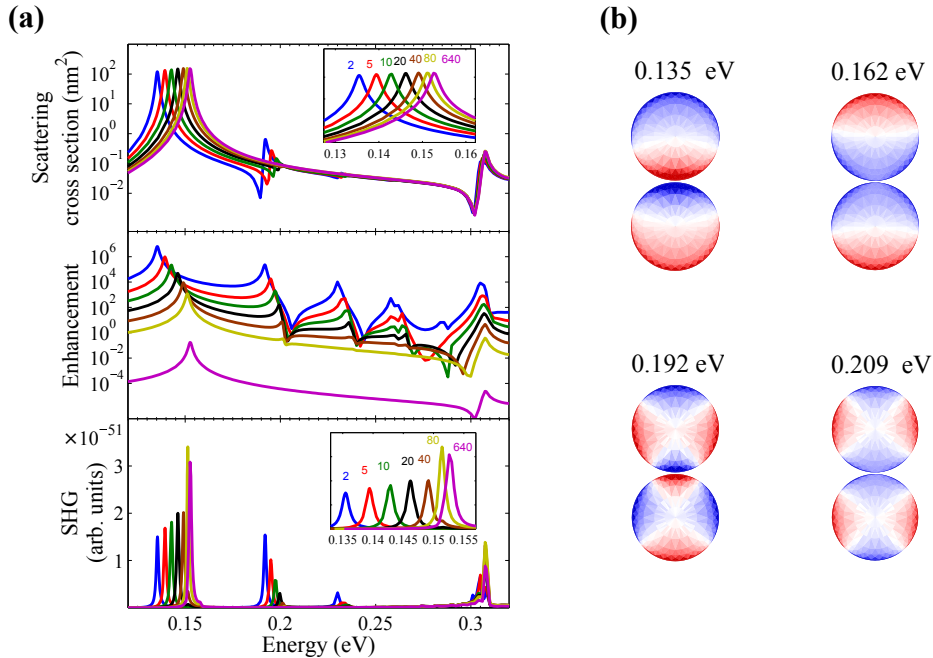 (a)
Scattering
cross section (nm²)
10²
10¹
10⁰
10⁻¹
10⁻²
2 5 10 20 40 80 640
0.13 0.14 0.15 0.16
Enhancement
10⁶
10⁴
10²
10⁰
10⁻²
10⁻⁴
×10⁻⁵¹
SHG
(arb. units)
3
2
1
2 5 10 20 40 80 640
0.135 0.14 0.145 0.15 0.155
0.15 0.2 0.25 0.3
Energy (eV)
(b)
0.135 eV
0.162 eV
0.192 eV
0.209 eV